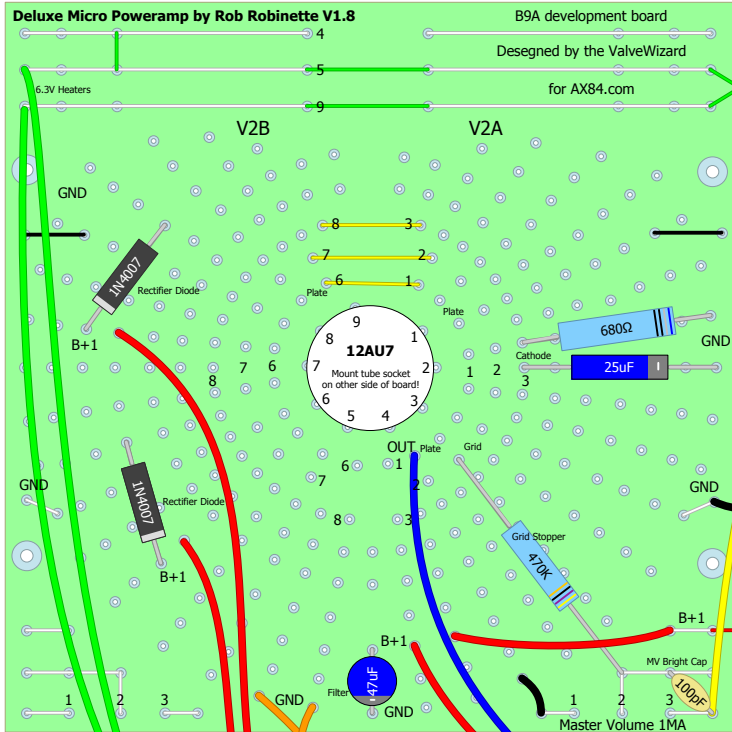 Deluxe Micro Poweramp by Rob Robinette V1.8
B9A development board
4
Desegned by the ValveWizard
5
6.3V Heaters
for AX84.com
9
V2B
V2A
GND
8
3
7
2
6
1
1N4007
Rectifier Diode
Plate
Plate
B+1
9
8
1
12AU7
7
2
Mount tube socket
on other side of board!
6
3
5
4
680Ω
GND
Cathode
25uF
8
7
6
1
2
3
OUT
Plate
Grid
6
1
7
2
8
3
GND
1N4007
Rectifier Diode
B+1
GND
Grid Stopper
470K
B+1
B+1
MV Bright Cap
100pF
Filter
47uF
GND
GND
1
2
3
1
2
3
Master Volume 1MA